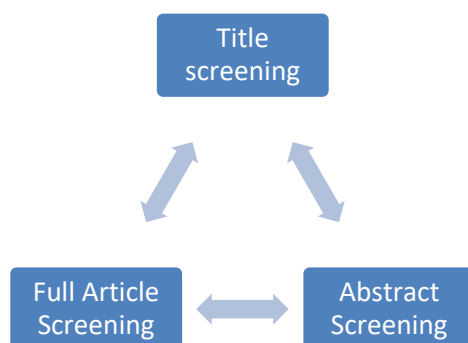 Title
screening
Full Article
Screening
Abstract
Screening